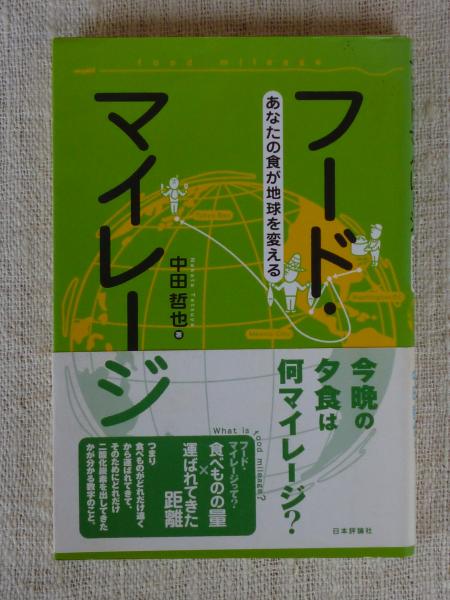 food mileage
フード・
マイレージ
あなたの食が地球を変える
中田哲也 著
Nakata Tetsuya
Tokyo Bay
Mexico City
今晩の
夕食は
何マイレージ?
What is food mileage?
フード・
マイレージって?
食べものの量
×
運ばれてきた
距離
つまり
食べものがどれだけ遠く
から運ばれてきて、
そのためにどれだけ
二酸化炭素を出してきた
かが分かる数字のこと。
日本評論社